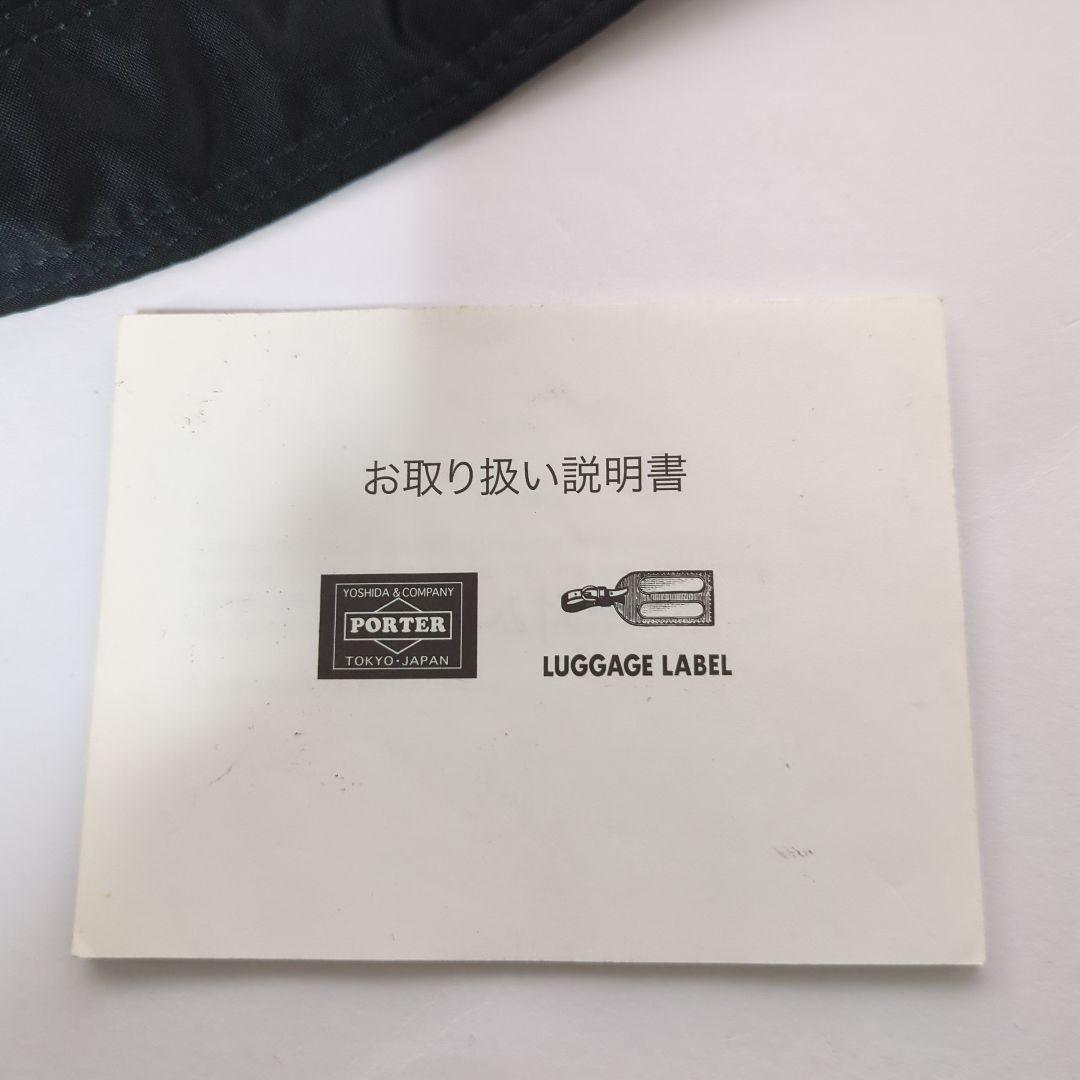 お取り扱い説明書
YOSHIDA & COMPANY
PORTER
TOKYO・JAPAN
LUGGAGE LABEL